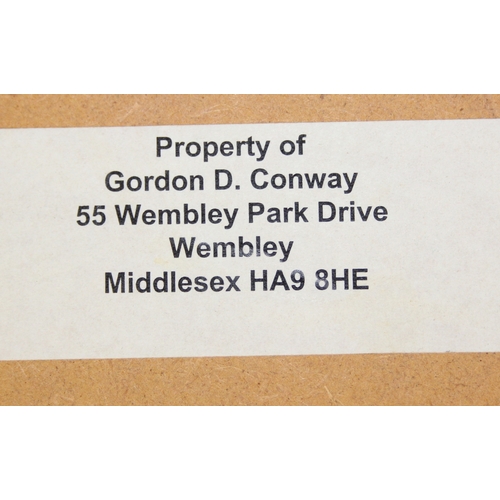 Property of
Gordon D. Conway
55 Wembley Park Drive
Wembley
Middlesex HA9 8HE